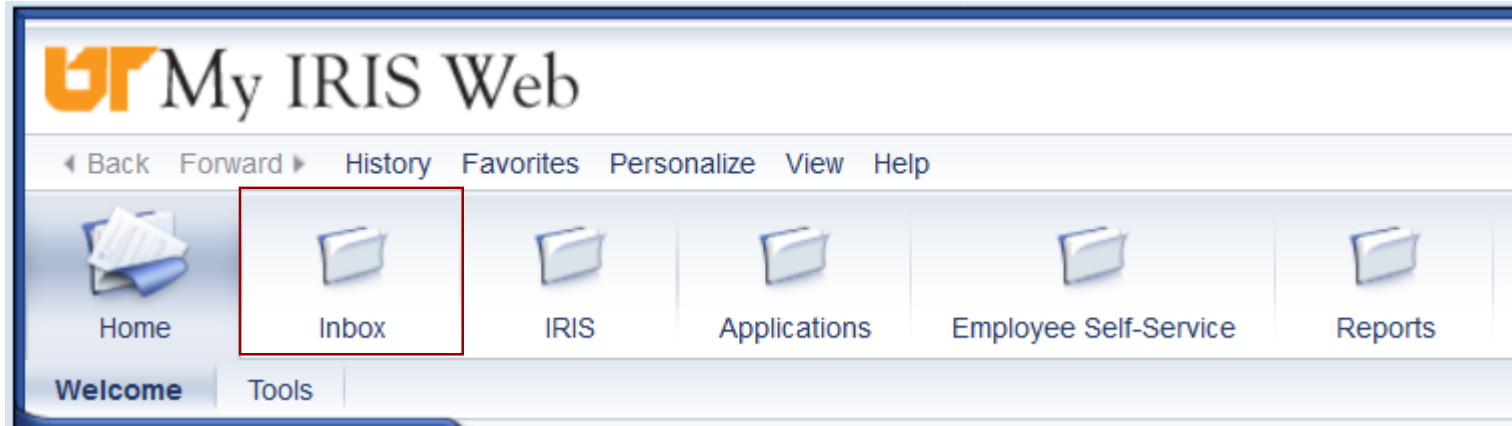 UT My IRIS Web
Back Forward History Favorites Personalize View Help
Home Inbox IRIS Applications Employee Self-Service Reports
Welcome Tools